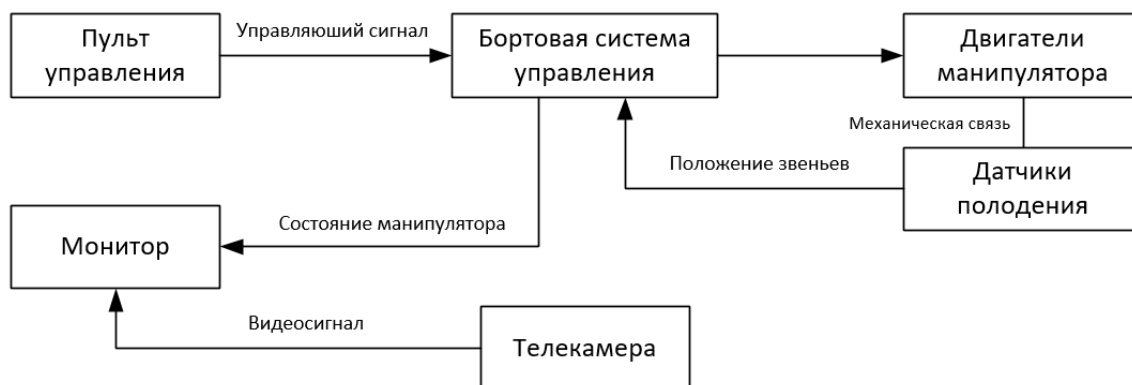 Пульт
управления
Управляюший сигнал
Бортовая система
управления
Двигатели
манипулятора
Механическая связь
Положение звеньев
Датчики
полодения
Монитор
Состояние манипулятора
Видеосигнал
Телекамера